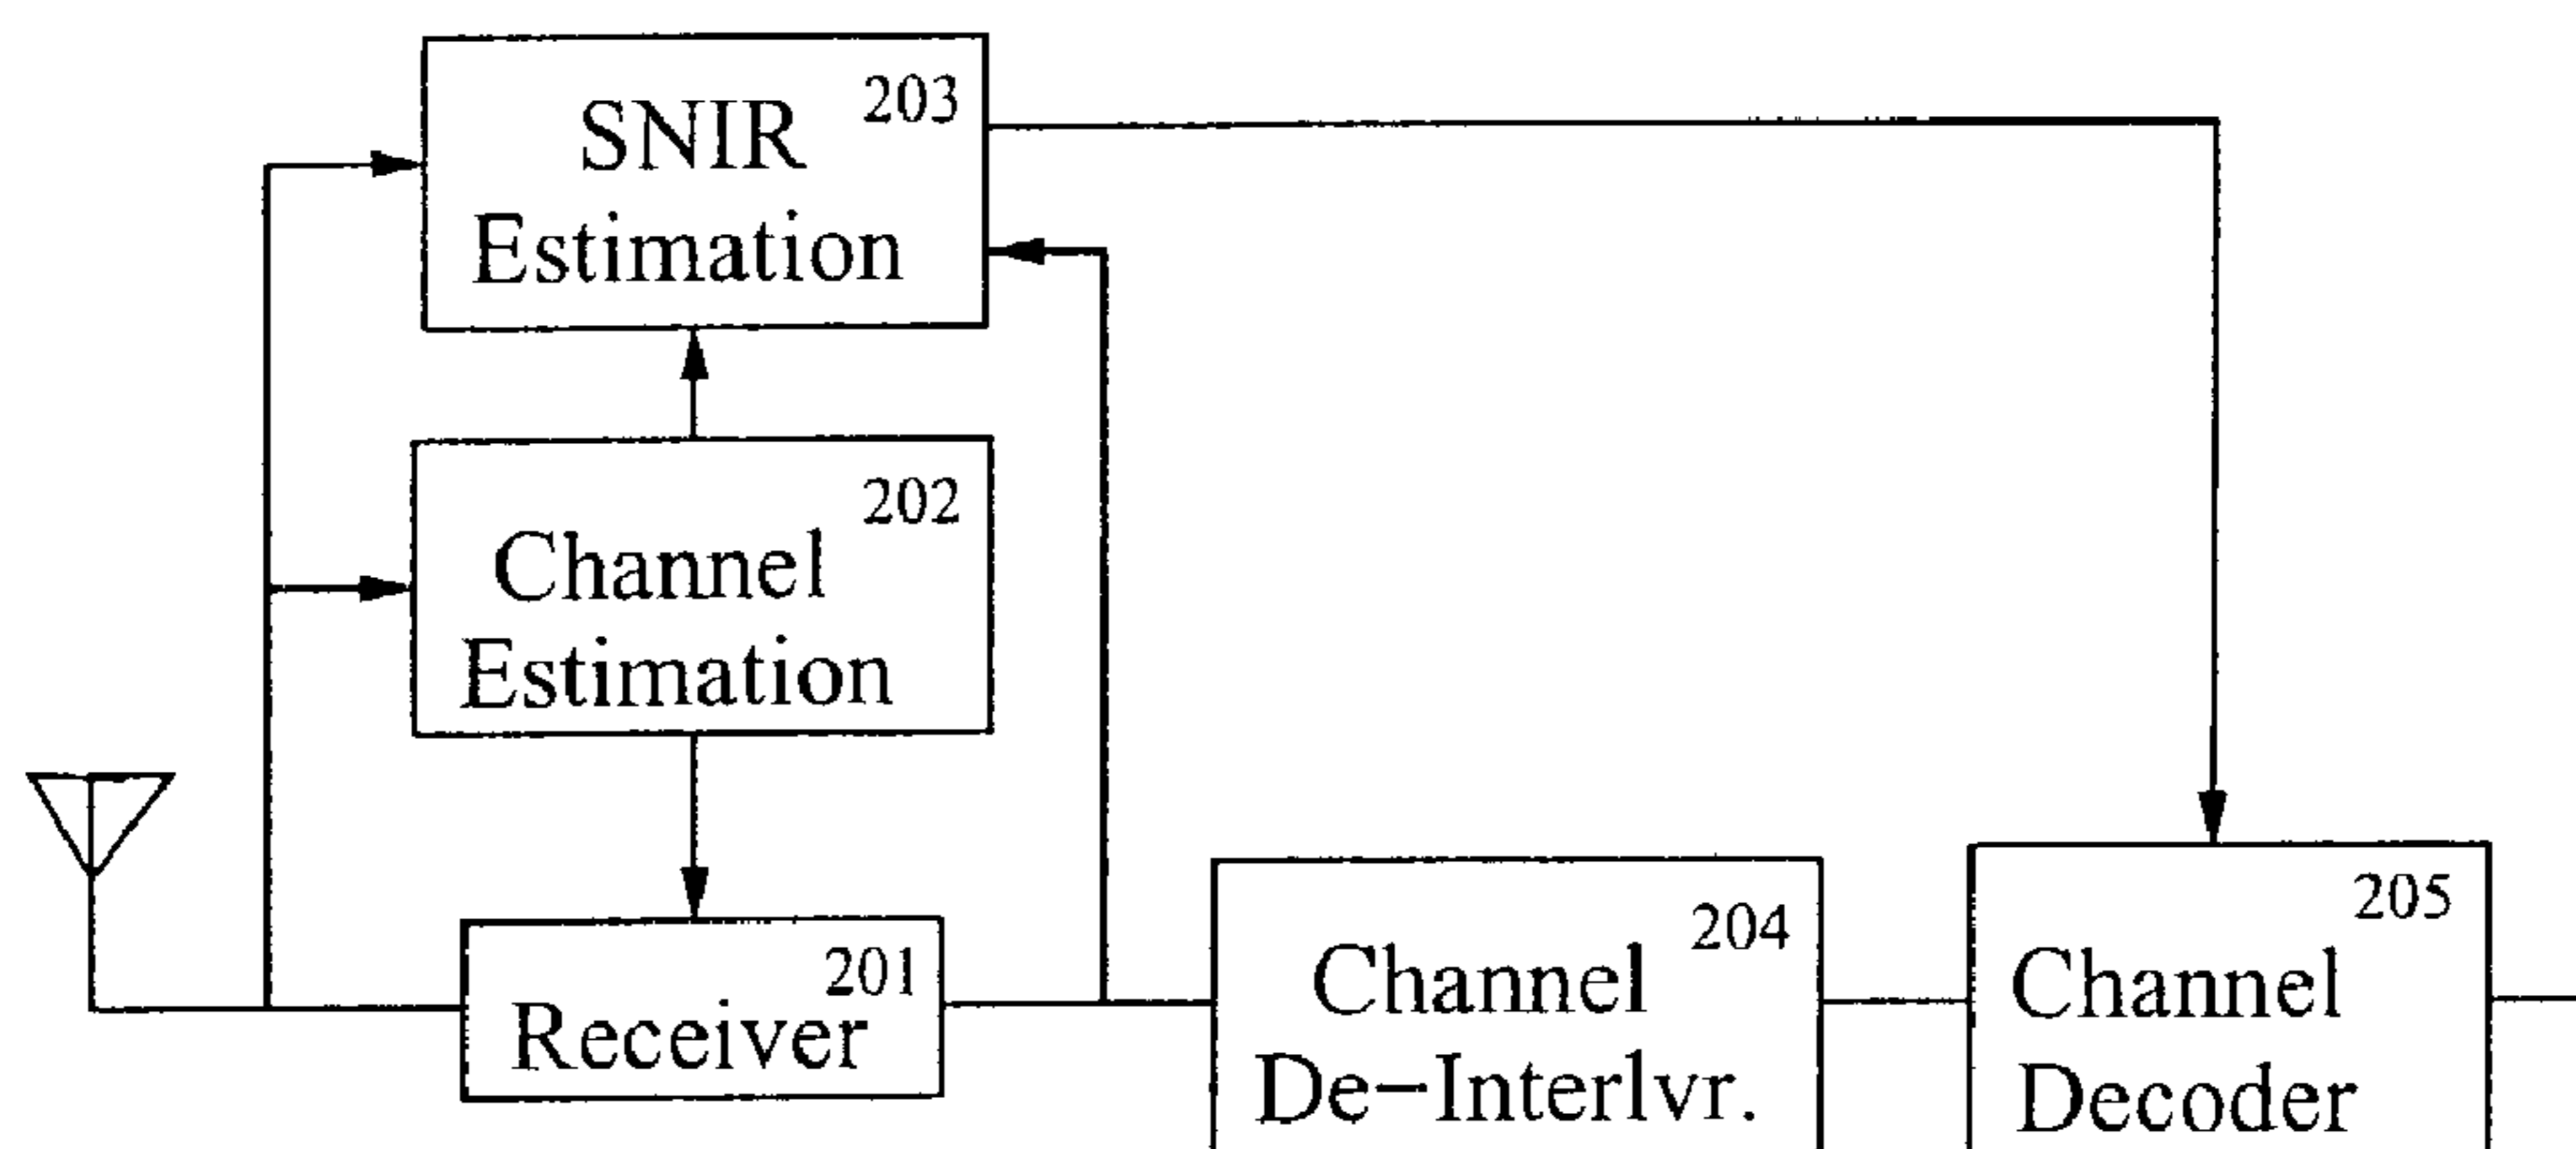 203
SNIR
Estimation
202
Channel
Estimation
201
Receiver
204
Channel
De-Interlvr.
205
Channel
Decoder